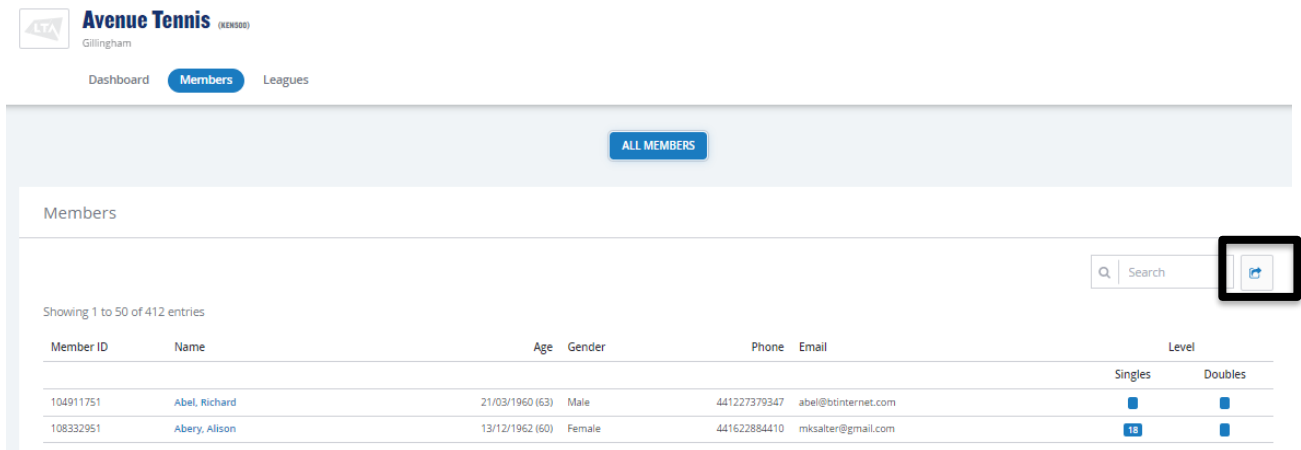 LTA
Avenue Tennis (KEN500)
Gillingham
Dashboard Members Leagues
ALL MEMBERS
Members
Search
Showing 1 to 50 of 412 entries
Member ID Name Age Gender Phone Email Level
Singles Doubles
104911751 Abel, Richard 21/03/1960 (63) Male 441227379347 abel@btinternet.com
108332951 Abery, Alison 13/12/1962 (60) Female 441622884410 mksalter@gmail.com 18